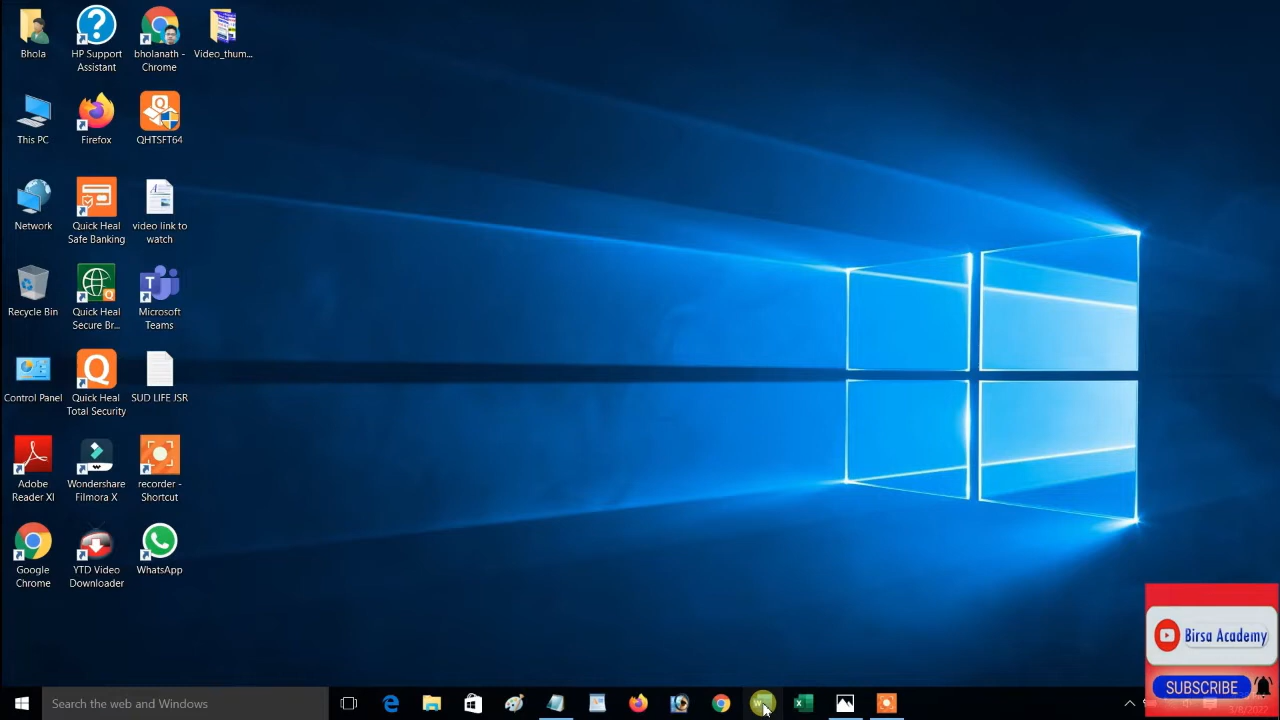 Bhola
HP Support
Assistant
bholanath -
Chrome
Video_thum...
This PC
Firefox
QHTSFT64
Network
Quick Heal
Safe Banking
video link to
watch
Recycle Bin
Quick Heal
Secure Br...
Microsoft
Teams
Control Panel
Quick Heal
Total Security
SUD LIFE JSR
Adobe
Reader XI
Wondershare
Filmora X
recorder -
Shortcut
Google
Chrome
YTD Video
Downloader
WhatsApp
Birsa Academy
SUBSCRIBE
Search the web and Windows
3/8/2022